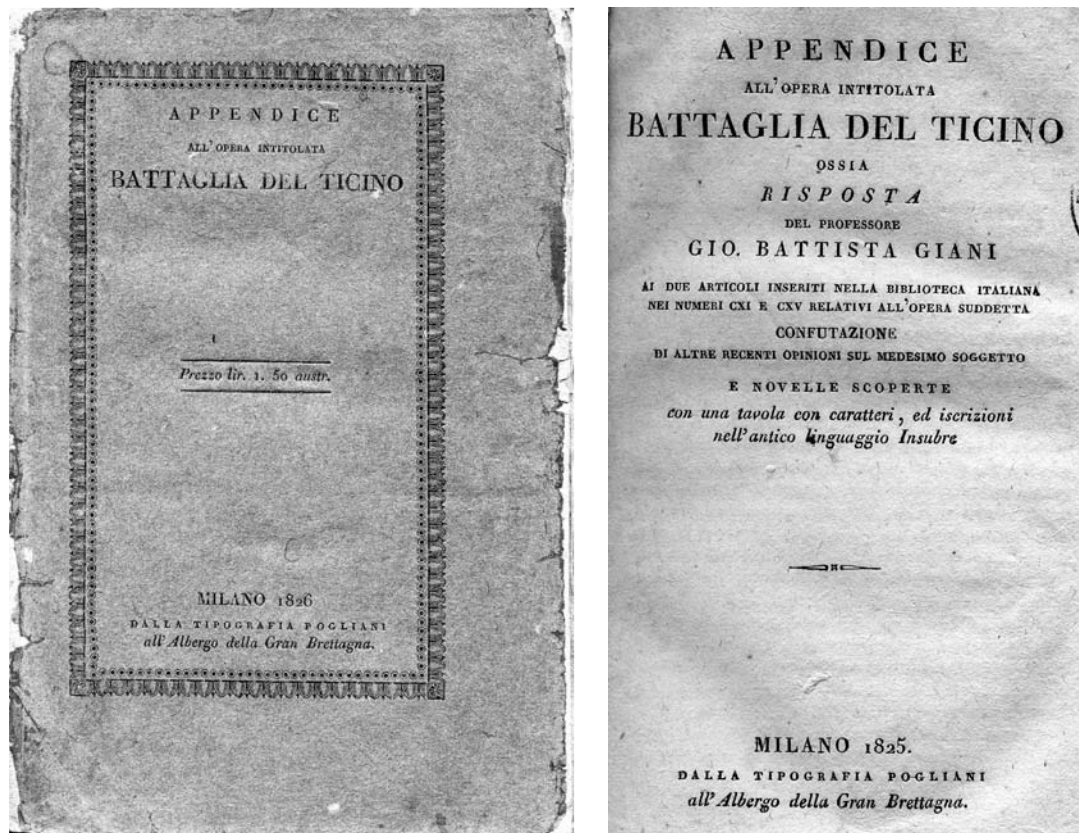 APPENDICE
ALL'OPERA INTITOLATA
BATTAGLIA DEL TICINO
Prezzo lir. 1. 50 austr.
MILANO 1826
DALLA TIPOGRAFIA POGLIANI
all'Albergo della Gran Brettagna.
APPENDICE
ALL'OPERA INTITOLATA
BATTAGLIA DEL TICINO
OSSIA
RISPOSTA
DEL PROFESSORE
GIO. BATTISTA GIANI
AI DUE ARTICOLI INSERITI NELLA BIBLIOTECA ITALIANA
NEI NUMERI CXI E CXV RELATIVI ALL'OPERA SUDDETTA
CONFUTAZIONE
DI ALTRE RECENTI OPINIONI SUL MEDESIMO SOGGETTO
E NOVELLE SCOPERTE
con una tavola con caratteri, ed iscrizioni
nell'antico linguaggio Insubre
MILANO 1825.
DALLA TIPOGRAFIA POGLIANI
all'Albergo della Gran Brettagna.